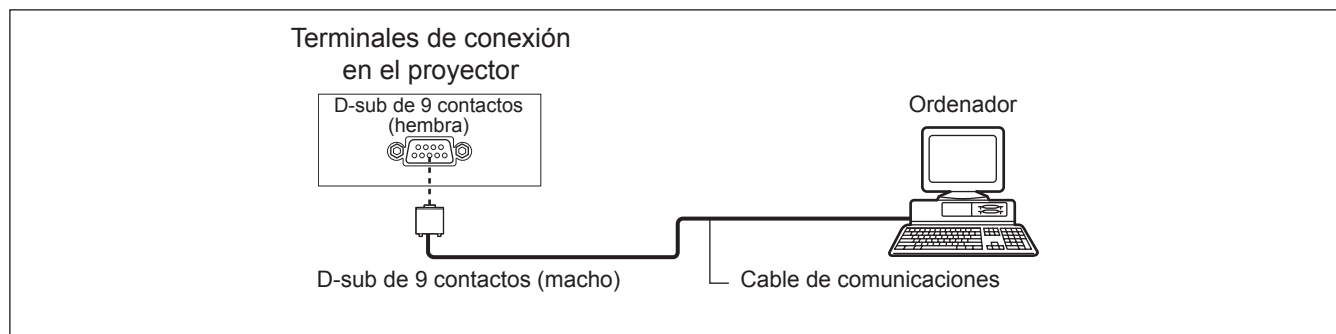 Terminales de conexión
en el proyector
D-sub de 9 contactos
(hembra)
Ordenador
D-sub de 9 contactos (macho)
Cable de comunicaciones